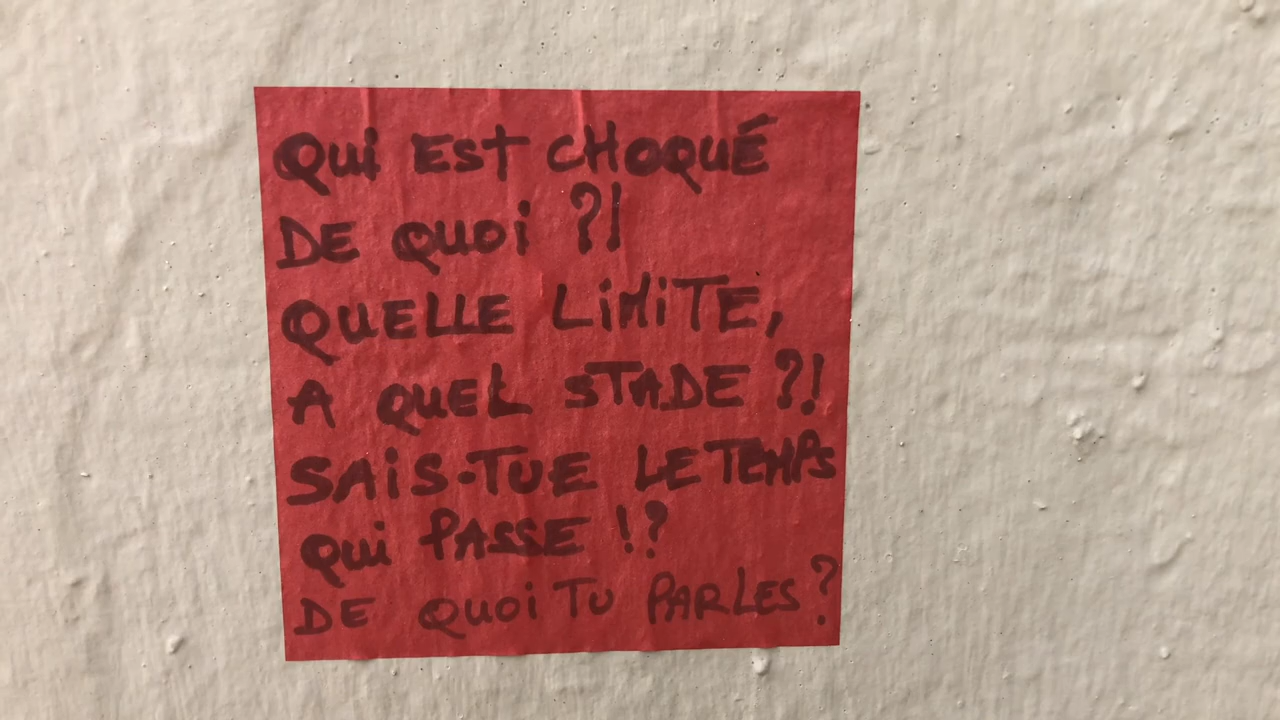 QUi EST CHOQUÉ
DE QUOi ?!
QUELLE LiMiTE,
A QUEL STADE ?!
SAiS-TUE LE TEMPS
QUi PASSE !?
DE QUOi TU PARLES ?